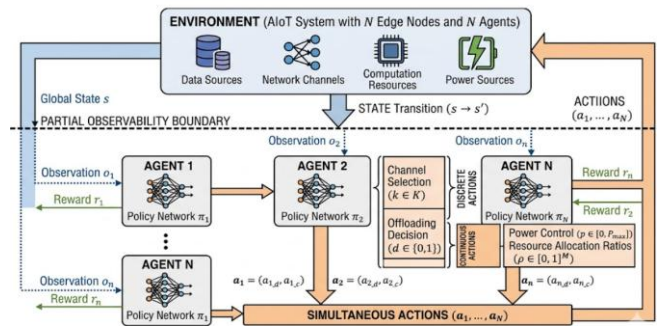 ENVIRONMENT (AIoT System with N Edge Nodes and N Agents)
Data Sources
Network Channels
Computation
Resources
Power Sources
Global State s
STATE Transition (s → s′)
ACTIIONS
(a₁, …, a_N)
PARTIAL OBSERVABILITY BOUNDARY
Observation o₁
Reward r₁
AGENT 1
Policy Network π₁
Observation o₂
AGENT 2
Policy Network π₂
Channel
Selection
(k ∈ K)
Offloading
Decision
(d ∈ {0,1})
DISCRETE ACTIONS
CONTINUOUS
ACTIONS
Observation oₙ
AGENT N
Policy Network π_N
Reward rₙ
Reward r₂
Power Control (p ∈ [0, P_max])
Resource Allocation Ratios
(ρ ∈ [0, 1]^M)
Observation oₙ
Reward rₙ
AGENT N
Policy Network π₁
a₁ = (a₁,d, a₁,c)
a₂ = (a₂,d, a₂,c)
aₙ = (aₙ,d, aₙ,c)
SIMULTANEOUS ACTIONS (a₁, …, a_N)